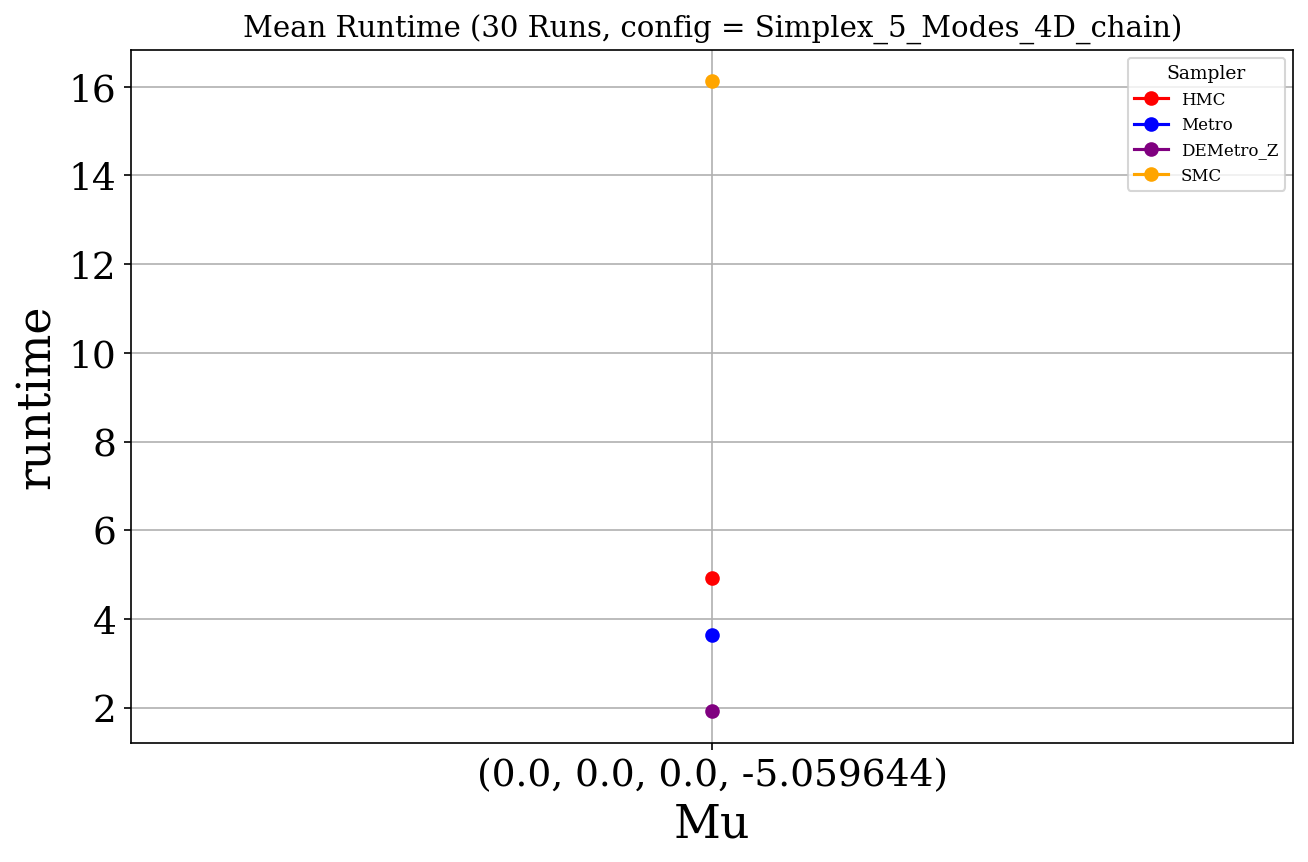 Mean Runtime (30 Runs, config = Simplex_5_Modes_4D_chain)
Sampler
HMC
Metro
DEMetro_Z
SMC
16
14
12
10
8
6
4
2
runtime
(0.0, 0.0, 0.0, -5.059644)
Mu